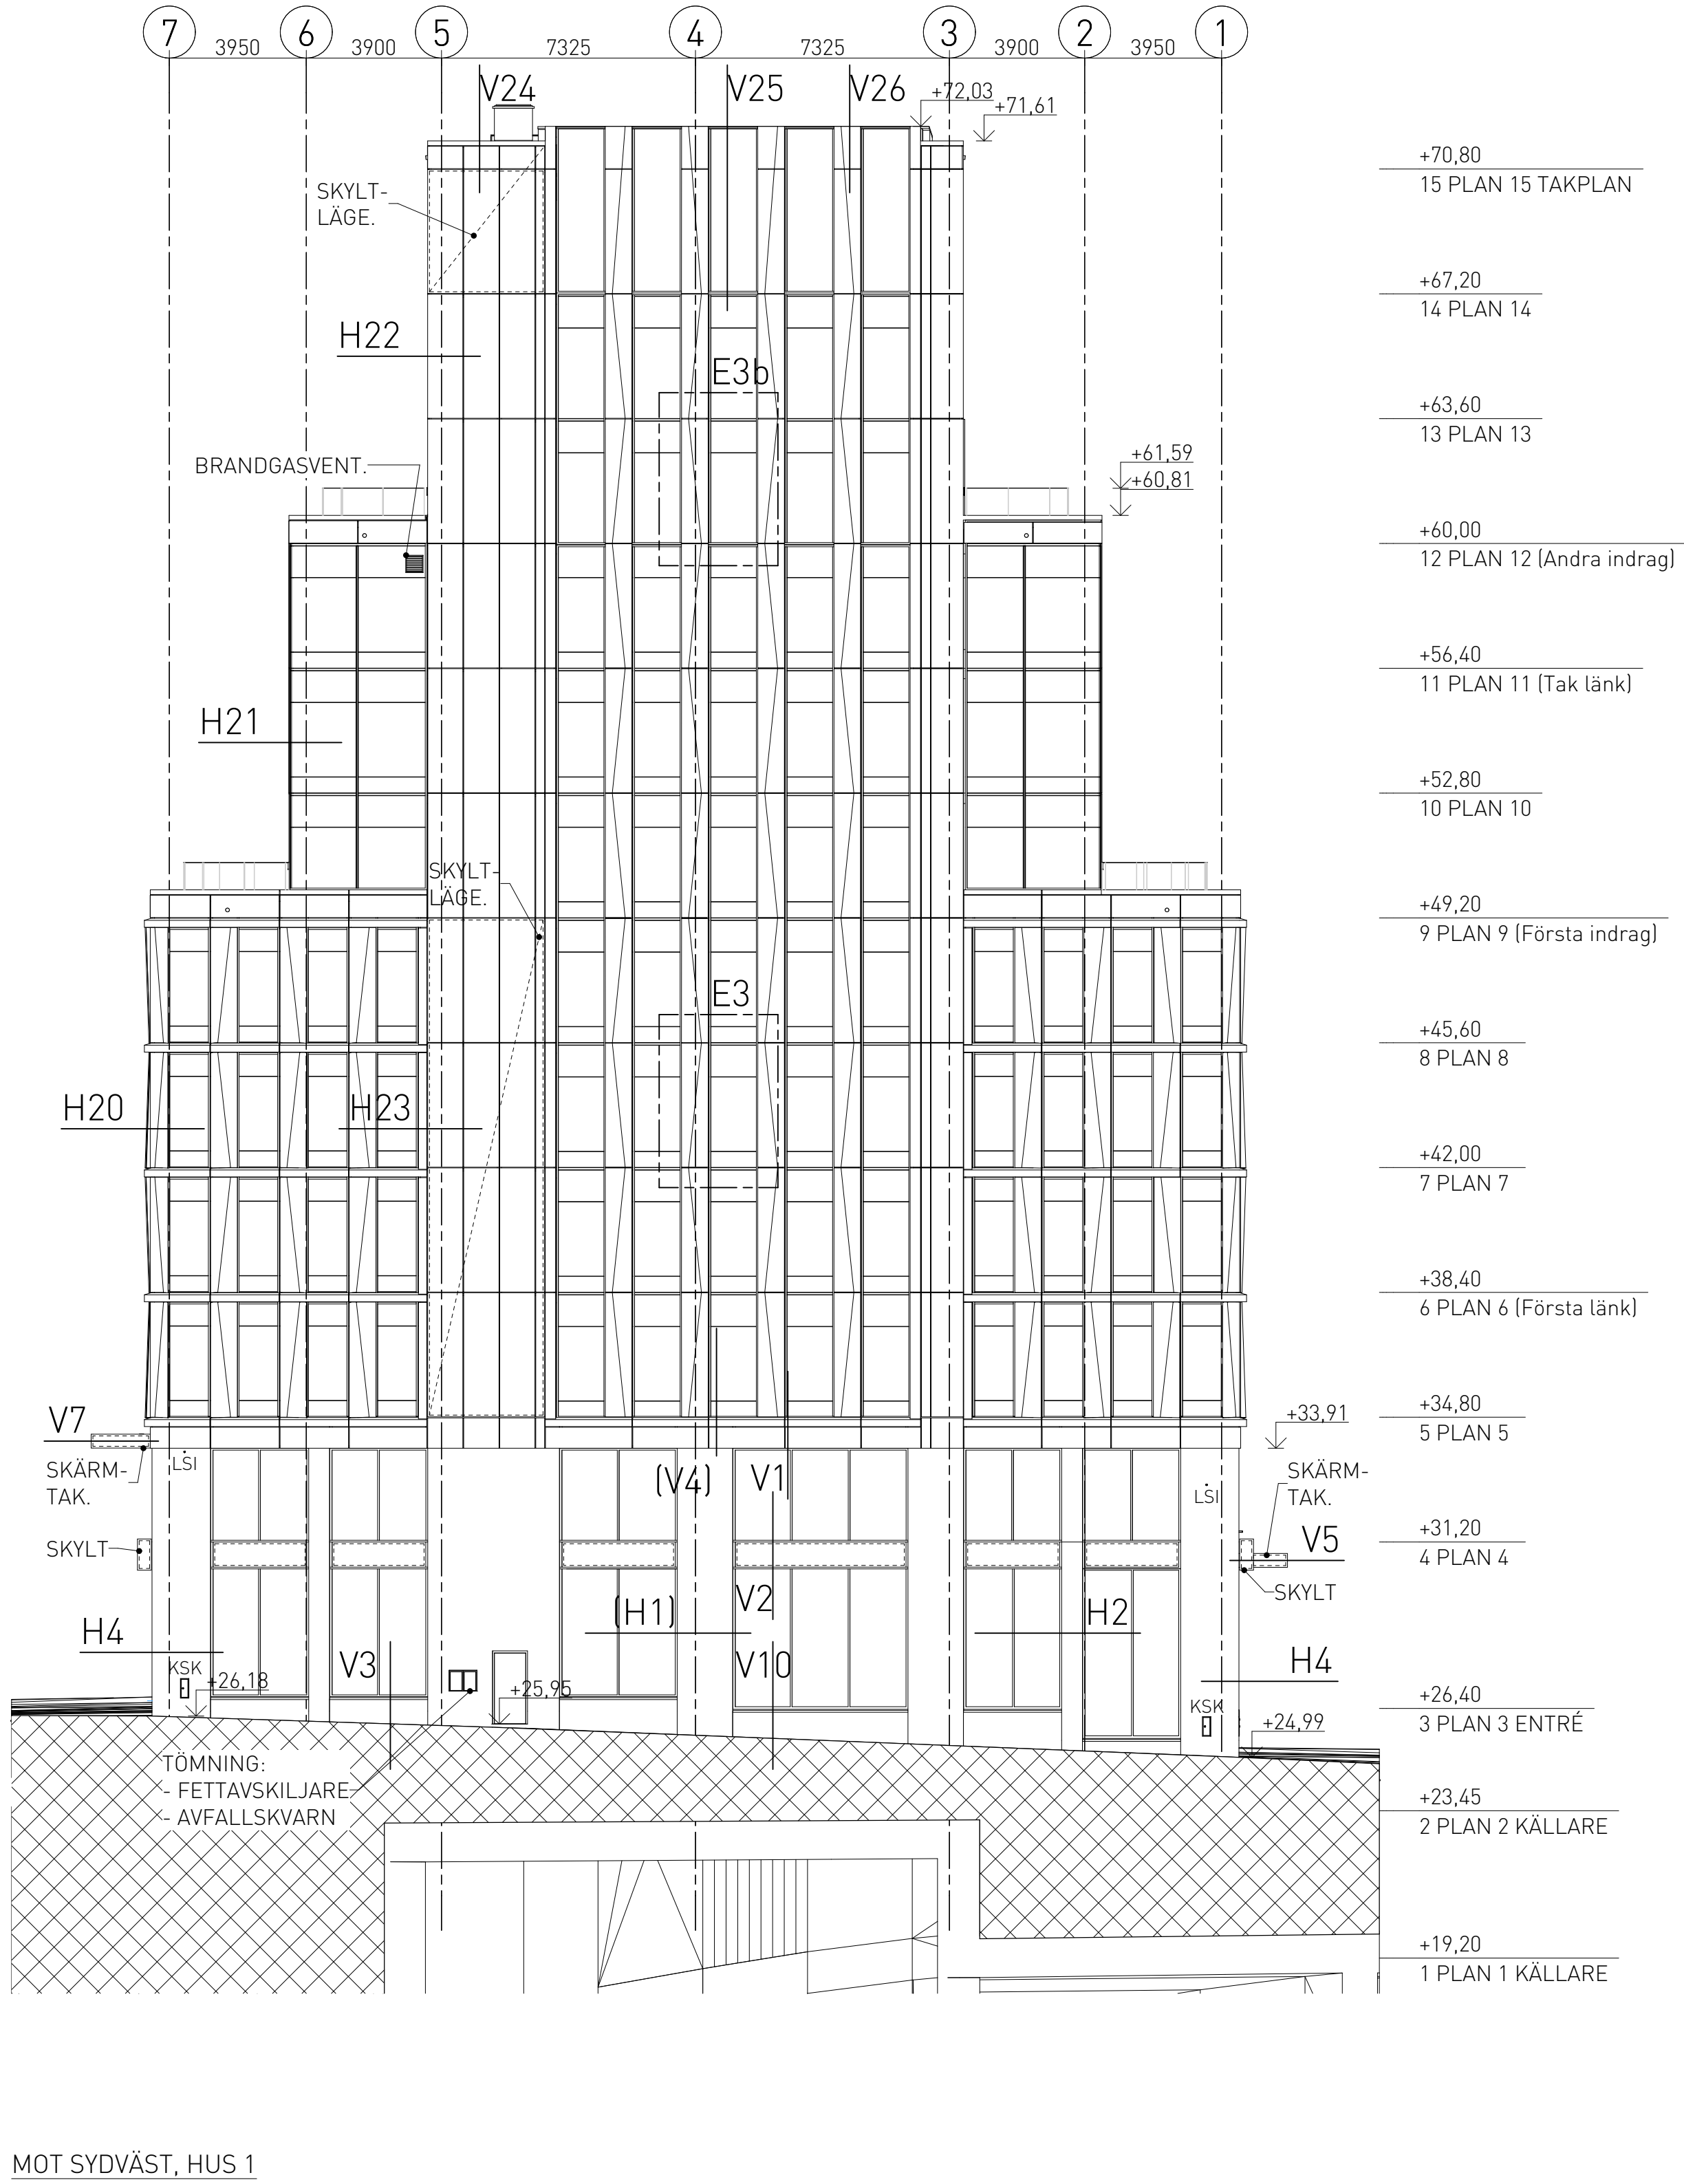 7 6 5 4 3 2 1
3950 3900 7325 7325 3900 3950
V24 V25 V26
+72,03
+71,61
+70,80
15 PLAN 15 TAKPLAN
SKYLT-
LÄGE.
+67,20
14 PLAN 14
H22
E3b
+63,60
13 PLAN 13
BRANDGASVENT.
+61,59
+60,81
+60,00
12 PLAN 12 (Andra indrag)
+56,40
11 PLAN 11 (Tak länk)
H21
+52,80
10 PLAN 10
SKYLT-
LÄGE.
+49,20
9 PLAN 9 (Första indrag)
E3
+45,60
8 PLAN 8
H20 H23
+42,00
7 PLAN 7
+38,40
6 PLAN 6 (Första länk)
+34,80
5 PLAN 5
+33,91
V7
SKÄRM-
TAK.
LSI
(V4) V1
LSI
SKÄRM-
TAK.
+31,20
4 PLAN 4
SKYLT
V5
SKYLT
V2
(H1) H2
H4
V3
V10
H4
KSK
+26,18
+25,95
KSK
+24,99
+26,40
3 PLAN 3 ENTRÉ
TÖMNING:
- FETTAVSKILJARE
- AVFALLSKVARN
+23,45
2 PLAN 2 KÄLLARE
+19,20
1 PLAN 1 KÄLLARE
MOT SYDVÄST, HUS 1